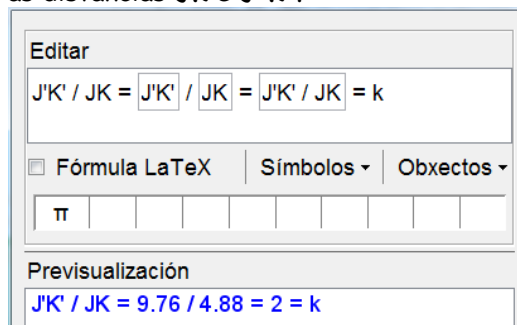 Editar
J'K' / JK = J'K' / JK = J'K' / JK = k
Fórmula LaTeX Símbolos Obxectos
π
Previsualización
J'K' / JK = 9.76 / 4.88 = 2 = k